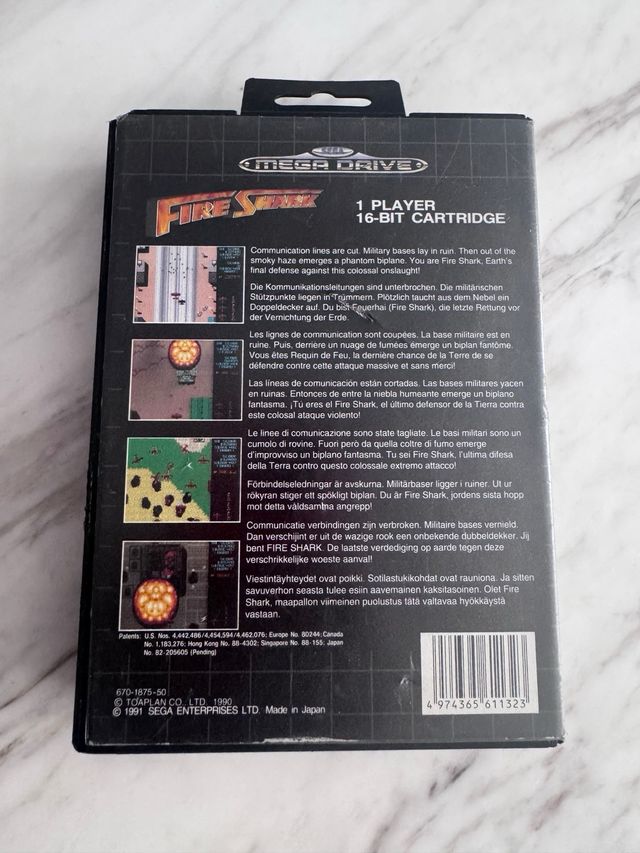 SEGA
MEGA DRIVE
FIRE SHARK
1 PLAYER
16-BIT CARTRIDGE
Communication lines are cut. Military bases lay in ruin. Then out of the
smoky haze emerges a phantom biplane. You are Fire Shark, Earth's
final defense against this colossal onslaught!
Die Kommunikationsleitungen sind unterbrochen. Die militärischen
Stützpunkte liegen in Trümmern. Plötzlich taucht aus dem Nebel ein
Doppeldecker auf. Du bist Feuerhai (Fire Shark), die letzte Rettung vor
der Vernichtung der Erde.
Les lignes de communication sont coupées. La base militaire est en
ruine. Puis, derrière un nuage de fumées émerge un biplan fantôme.
Vous êtes Requin de Feu, la dernière chance de la Terre de se
défendre contre cette attaque massive et sans merci!
Las líneas de comunicación están cortadas. Las bases militares yacen
en ruinas. Entonces de entre la niebla humeante emerge un biplano
fantasma. ¡Tú eres el Fire Shark, el último defensor de la Tierra contra
este colosal ataque violento!
Le linee di comunicazione sono state tagliate. Le basi militari sono un
cumolo di rovine. Fuori però da quella coltre di fumo emerge
d'improvviso un biplano fantasma. Tu sei Fire Shark, l'ultima difesa
della Terra contro questo colossale extremo attacco!
Förbindelseledningar är avskurna. Militärbaser ligger i ruiner. Ut ur
rökyran stiger ett spökligt biplan. Du är Fire Shark, jordens sista hopp
mot detta våldsamma angrepp!
Communicatie verbindingen zijn verbroken. Militaire bases vernield.
Dan verschijnt er uit de wazige rook een onbekende dubbeldekker. Jij
bent FIRE SHARK. De laatste verdediging op aarde tegen deze
verschrikkelijke woeste aanval!
Viestintäyhteydet ovat poikki. Sotilastukikohdat ovat rauniona. Ja sitten
savuverhon seasta tulee esiin aavemainen kaksitasoinen. Olet Fire
Shark, maapallon viimeinen puolustus tätä valtavaa hyökkäystä
vastaan.
Patents: U.S. Nos. 4,442,486/4,454,594/4,462,076; Europe No. 80244; Canada
No. 1,183,276; Hong Kong No. 88-4302; Singapore No. 88-155; Japan
No. 82-205605 (Pending)
670-1875-50
© TOAPLAN CO., LTD. 1990
© 1991 SEGA ENTERPRISES LTD. Made in Japan
4 974365 611323